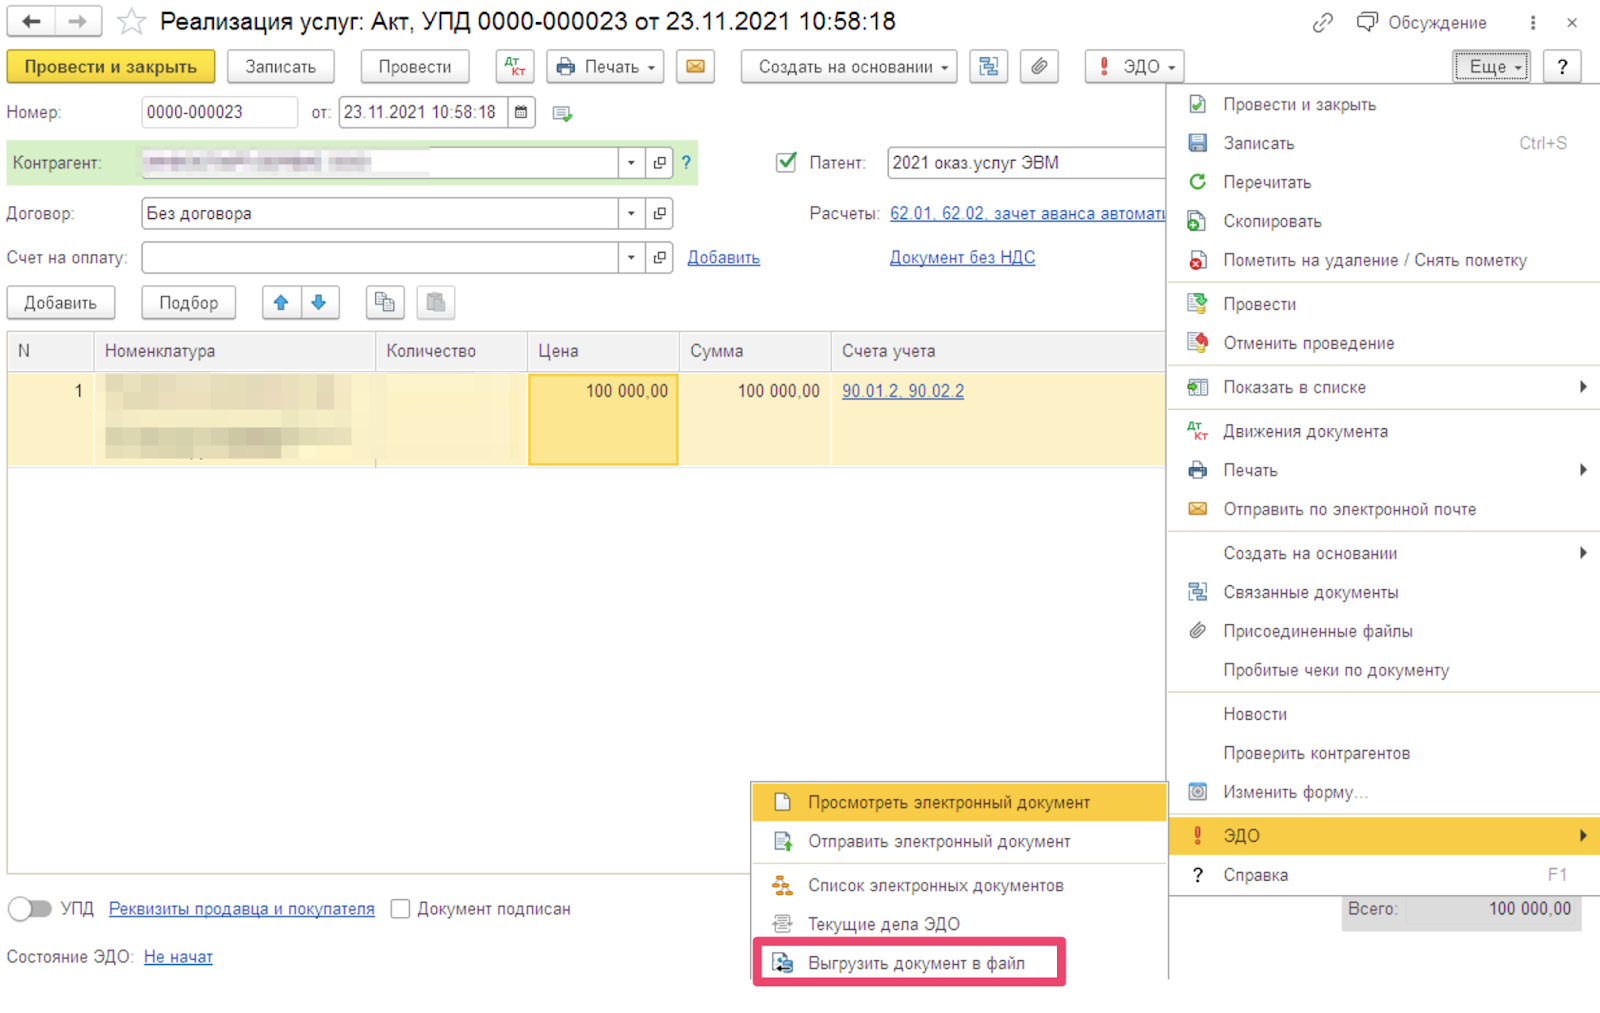 Реализация услуг: Акт, УПД 0000-000023 от 23.11.2021 10:58:18
Обсуждение
Провести и закрыть
Записать
Провести
Дт Кт
Печать
Создать на основании
ЭДО
Еще
?
Номер:
0000-000023
от:
23.11.2021 10:58:18
Контрагент:
?
Патент:
2021 оказ.услуг ЭВМ
Договор:
Без договора
Расчеты:
62.01, 62.02, зачет аванса автомати
Счет на оплату:
Добавить
Документ без НДС
Добавить
Подбор
N
Номенклатура
Количество
Цена
Сумма
Счета учета
1
100 000,00
100 000,00
90.01.2, 90.02.2
Провести и закрыть
Записать
Ctrl+S
Перечитать
Скопировать
Пометить на удаление / Снять пометку
Провести
Отменить проведение
Показать в списке
Дт Кт
Движения документа
Печать
Отправить по электронной почте
Создать на основании
Связанные документы
Присоединенные файлы
Пробитые чеки по документу
Новости
Проверить контрагентов
Изменить форму...
ЭДО
? Справка
F1
Просмотреть электронный документ
Отправить электронный документ
Список электронных документов
Текущие дела ЭДО
Выгрузить документ в файл
УПД
Реквизиты продавца и покупателя
Документ подписан
Всего:
100 000,00
Состояние ЭДО:
Не начат